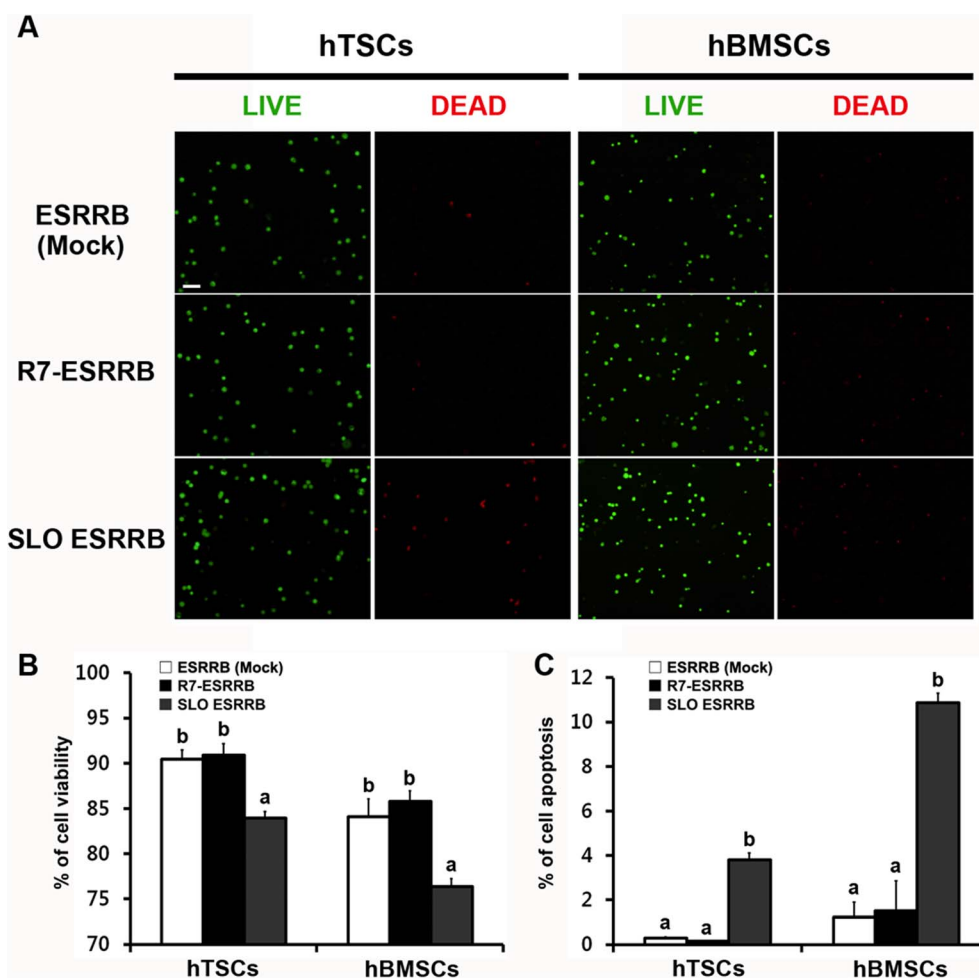 A
hTSCs hBMSCs
LIVE DEAD LIVE DEAD
ESRRB
(Mock)
R7-ESRRB
SLO ESRRB
B
% of cell viability
100
95
90
85
80
75
70
ESRRB (Mock)
R7-ESRRB
SLO ESRRB
b b a b b a
hTSCs hBMSCs
C
% of cell apoptosis
12
10
8
6
4
2
0
ESRRB (Mock)
R7-ESRRB
SLO ESRRB
a a b a a b
hTSCs hBMSCs